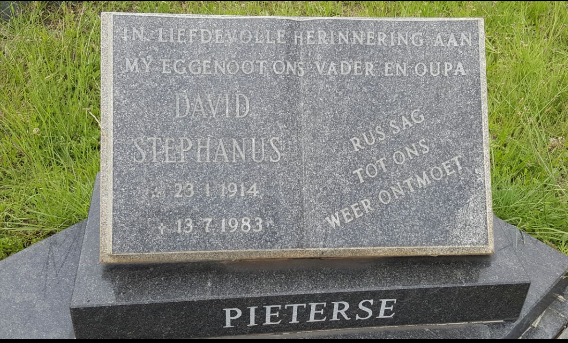 IN LIEFDEVOLLE HERINNERING AAN
MY EGGENOOT ONS VADER EN OUPA
DAVID
STEPHANUS
* 23·1·1914
+ 13·7·1983
RUS SAG
TOT ONS
WEER ONTMOET
PIETERSE